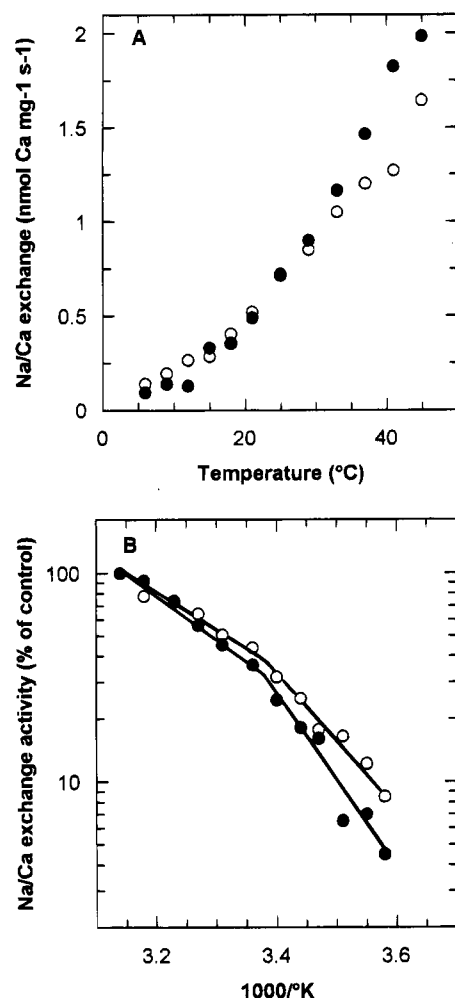 A
Na/Ca exchange (nmol Ca mg-1 s-1)
2
1.5
1
0.5
0
0
20
40
Temperature (°C)
B
Na/Ca exchange activity (% of control)
100
10
3.2
3.4
3.6
1000/°K